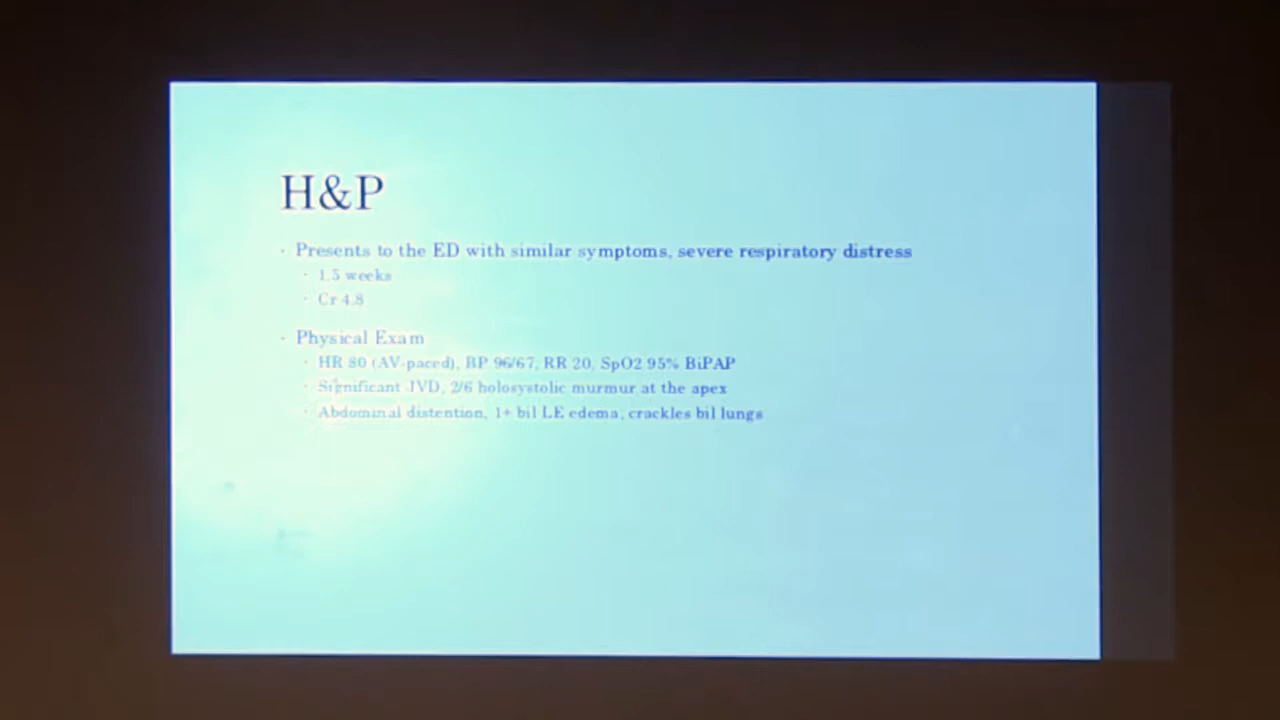 H&P
· Presents to the ED with similar symptoms, severe respiratory distress
· 1.5 weeks
· Cr 4.8
· Physical Exam
· HR 80 (AV-paced), BP 96/67, RR 20, SpO2 95% BiPAP
· Significant JVD, 2/6 holosystolic murmur at the apex
· Abdominal distention, 1+ bil LE edema, crackles bil lungs